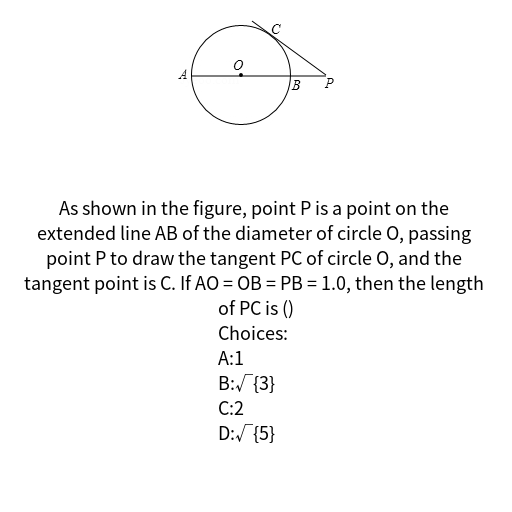 C
O
A
B
P
As shown in the figure, point P is a point on the
extended line AB of the diameter of circle O, passing
point P to draw the tangent PC of circle O, and the
tangent point is C. If AO = OB = PB = 1.0, then the length
of PC is ()
Choices:
A:1
B:√{3}
C:2
D:√{5}